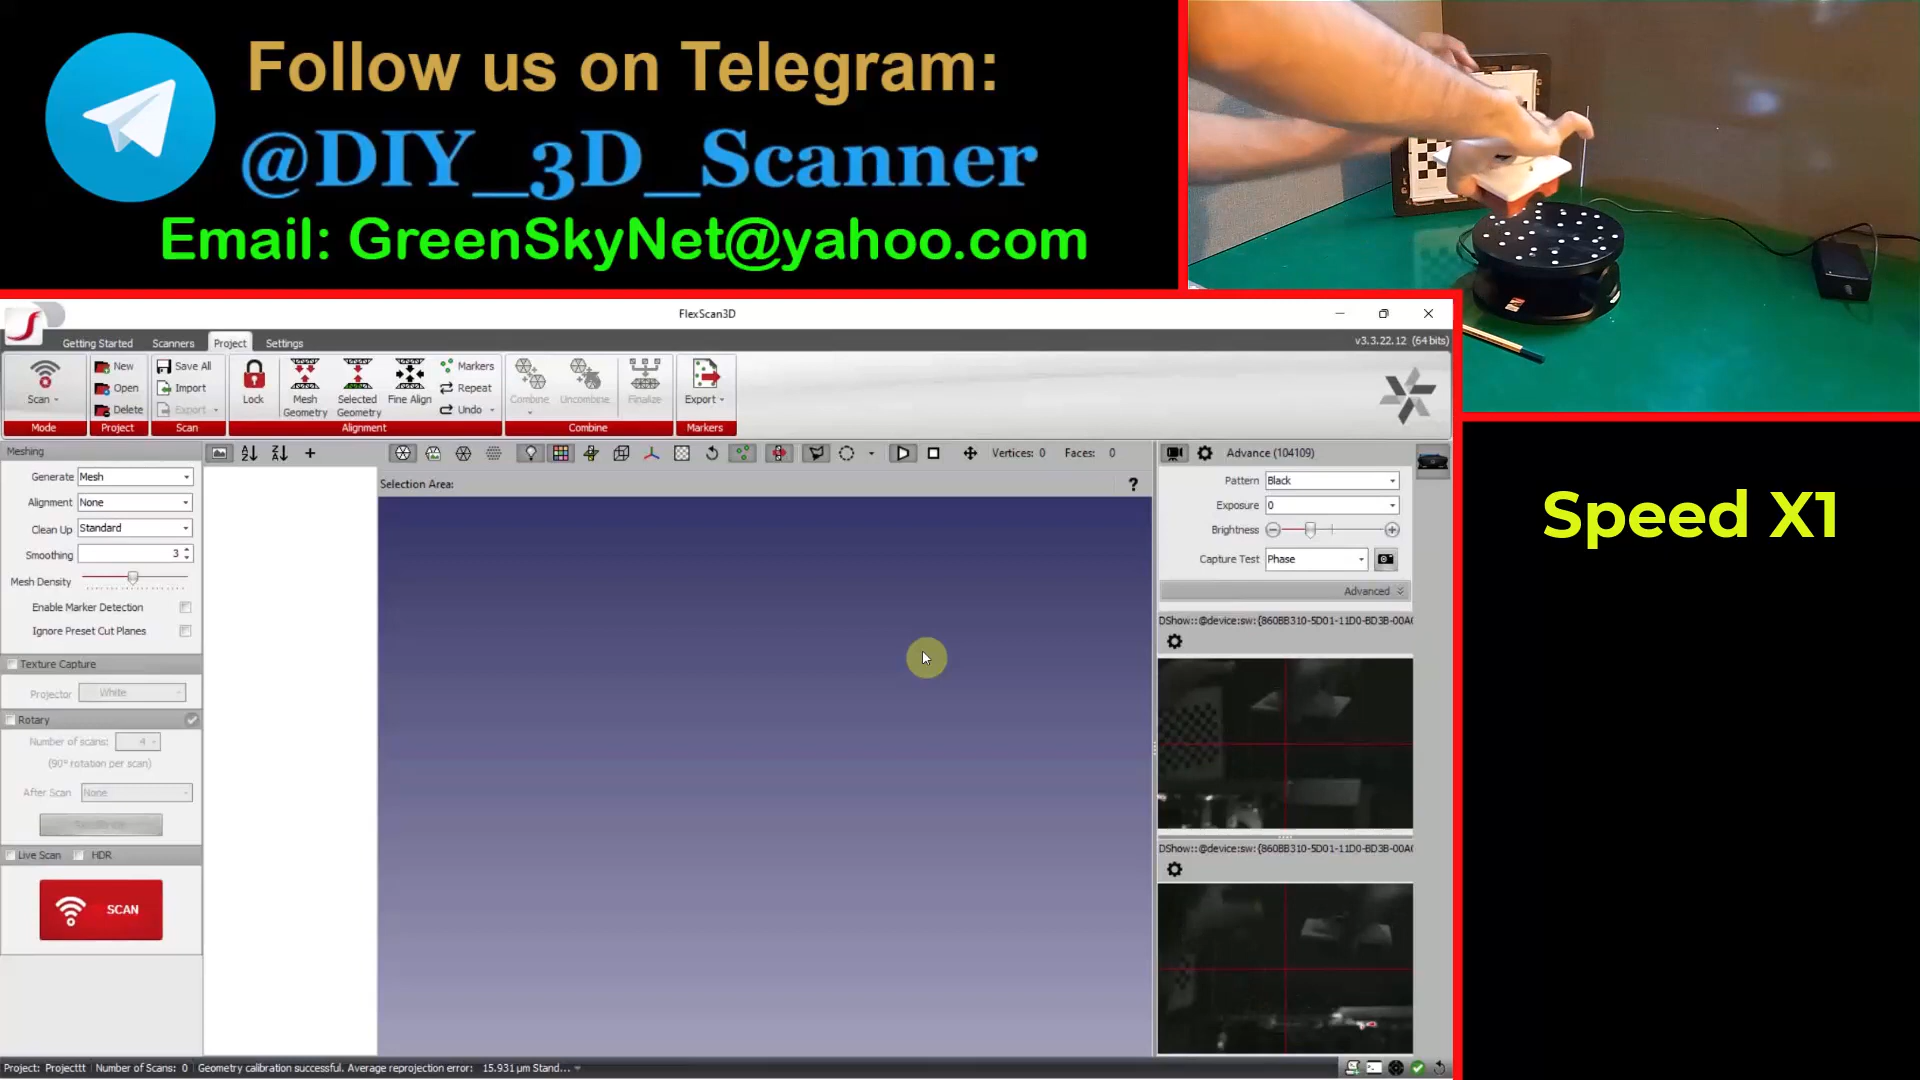 Follow us on Telegram:
@DIY_3D_Scanner
Email: GreenSkyNet@yahoo.com
FlexScan3D
Getting Started Scanners Project Settings
v3.3.22.12 (64 bits)
Scan
New
Open
Delete
Save All
Import
Export
Lock
Mesh Geometry
Selected Geometry
Fine Align
Markers
Repeat
Undo
Combine
Uncombine
Finalize
Export
Mode Project Scan Alignment Combine Markers
Meshing
Generate Mesh
Alignment None
Clean Up Standard
Smoothing 3
Mesh Density
Enable Marker Detection
Ignore Preset Cut Planes
Texture Capture
Projector White
Rotary
Number of scans: 4
(90° rotation per scan)
After Scan None
Live Scan HDR
SCAN
Vertices: 0 Faces: 0
Selection Area:
?
Advance (104109)
Pattern Black
Exposure 0
Brightness
Capture Test Phase
Advanced
DShow::@device:sw:{860BB310-5D01-11D0-BD3B-00A0
DShow::@device:sw:{860BB310-5D01-11D0-BD3B-00A0
Speed X1
Project: Projecttt Number of Scans: 0 Geometry calibration successful. Average reprojection error: 15.931 µm Stand...